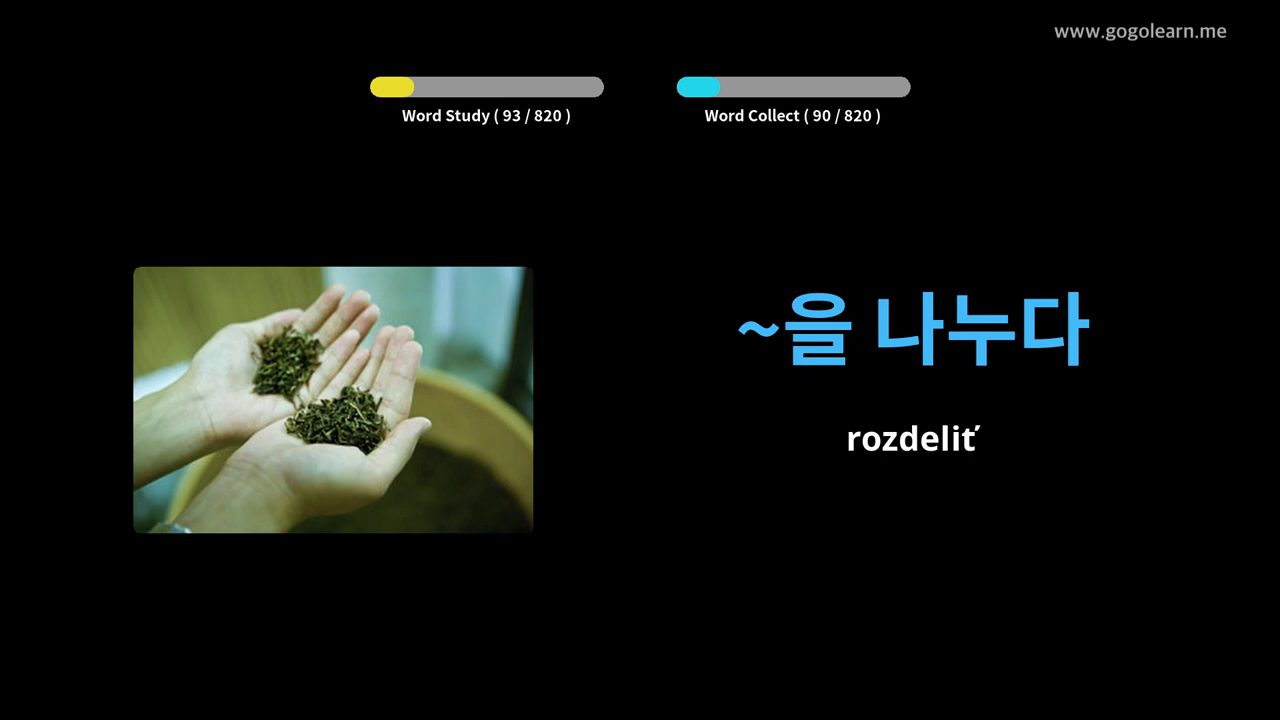 www.gogolearn.me
Word Study ( 93 / 820 )
Word Collect ( 90 / 820 )
~을 나누다
rozdeliť